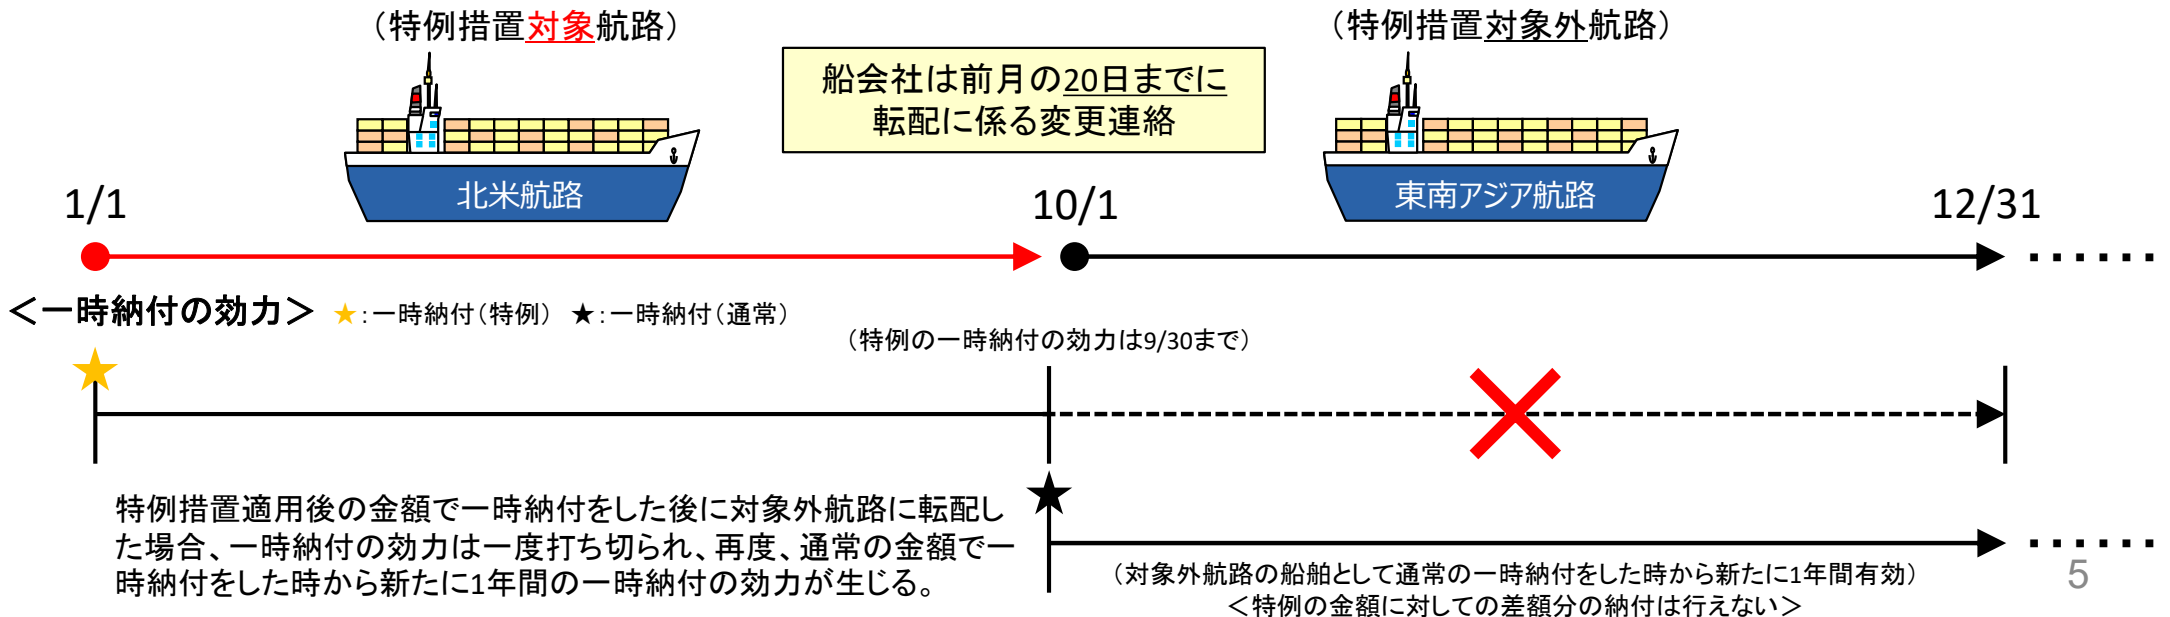 （特例措置対象航路）
（特例措置対象外航路）
船会社は前月の20日までに
転配に係る変更連絡
北米航路
東南アジア航路
1/1
10/1
12/31
＜一時納付の効力＞ ★：一時納付（特例） ★：一時納付（通常）
（特例の一時納付の効力は9/30まで）
特例措置適用後の金額で一時納付をした後に対象外航路に転配し
た場合、一時納付の効力は一度打ち切られ、再度、通常の金額で一
時納付をした時から新たに1年間の一時納付の効力が生じる。
（対象外航路の船舶として通常の一時納付をした時から新たに1年間有効）
＜特例の金額に対しての差額分の納付は行えない＞
5